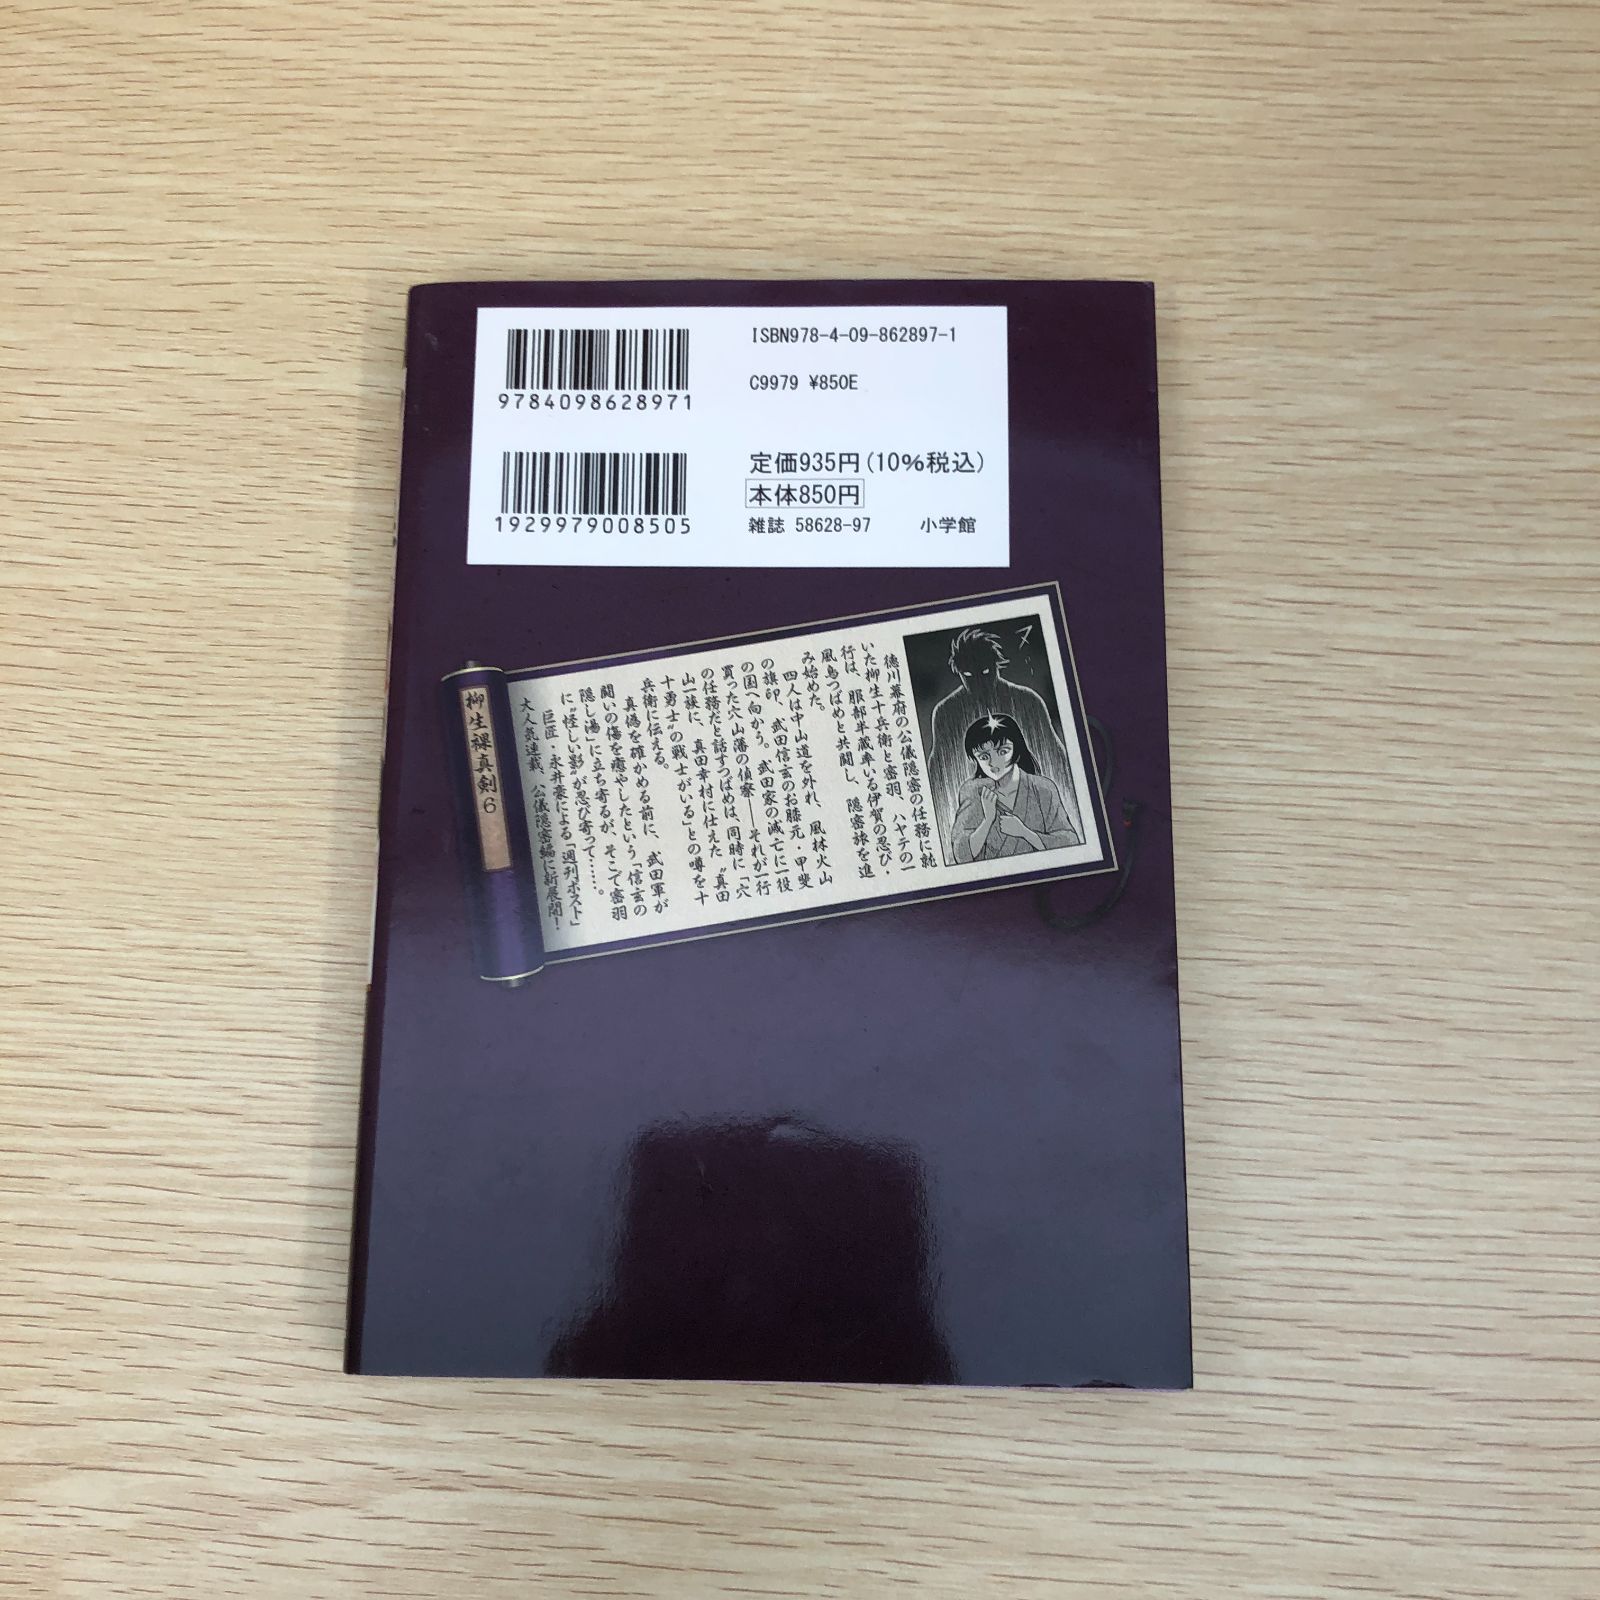 ISBN978-4-09-862897-1
C9979 ¥850E
9784098628971
定価935円(10%税込)
本体850円
雑誌 58628-97 小学館
1929979008505
ヌ…
徳川幕府の公儀隠密の任務に就
いた柳生十兵衛と密羽、ハヤテの一
行は、服部半蔵率いる伊賀の忍び・
風鳥つばめと共闘し、隠密旅を進
み始めた。
四人は中山道を外れ、風林火山
の旗印、武田信玄のお膝元・甲斐
の国へ向かう。武田家の滅亡に一役
買った穴山藩の偵察――それが一行
の任務だと話すつばめは、同時に「穴
山一族に、真田幸村に仕えた〝真田
十勇士〟の戦士がいる」との噂を十
兵衛に伝える。
真偽を確かめる前に、武田軍が
闘いの傷を癒やしたという「信玄の
隠し湯」に立ち寄るが、そこで密羽
に〝怪しい影〟が忍び寄って……。
巨匠・永井豪による「週刊ポスト」
大人気連載、公儀隠密編に新展開！
柳生裸真剣 6